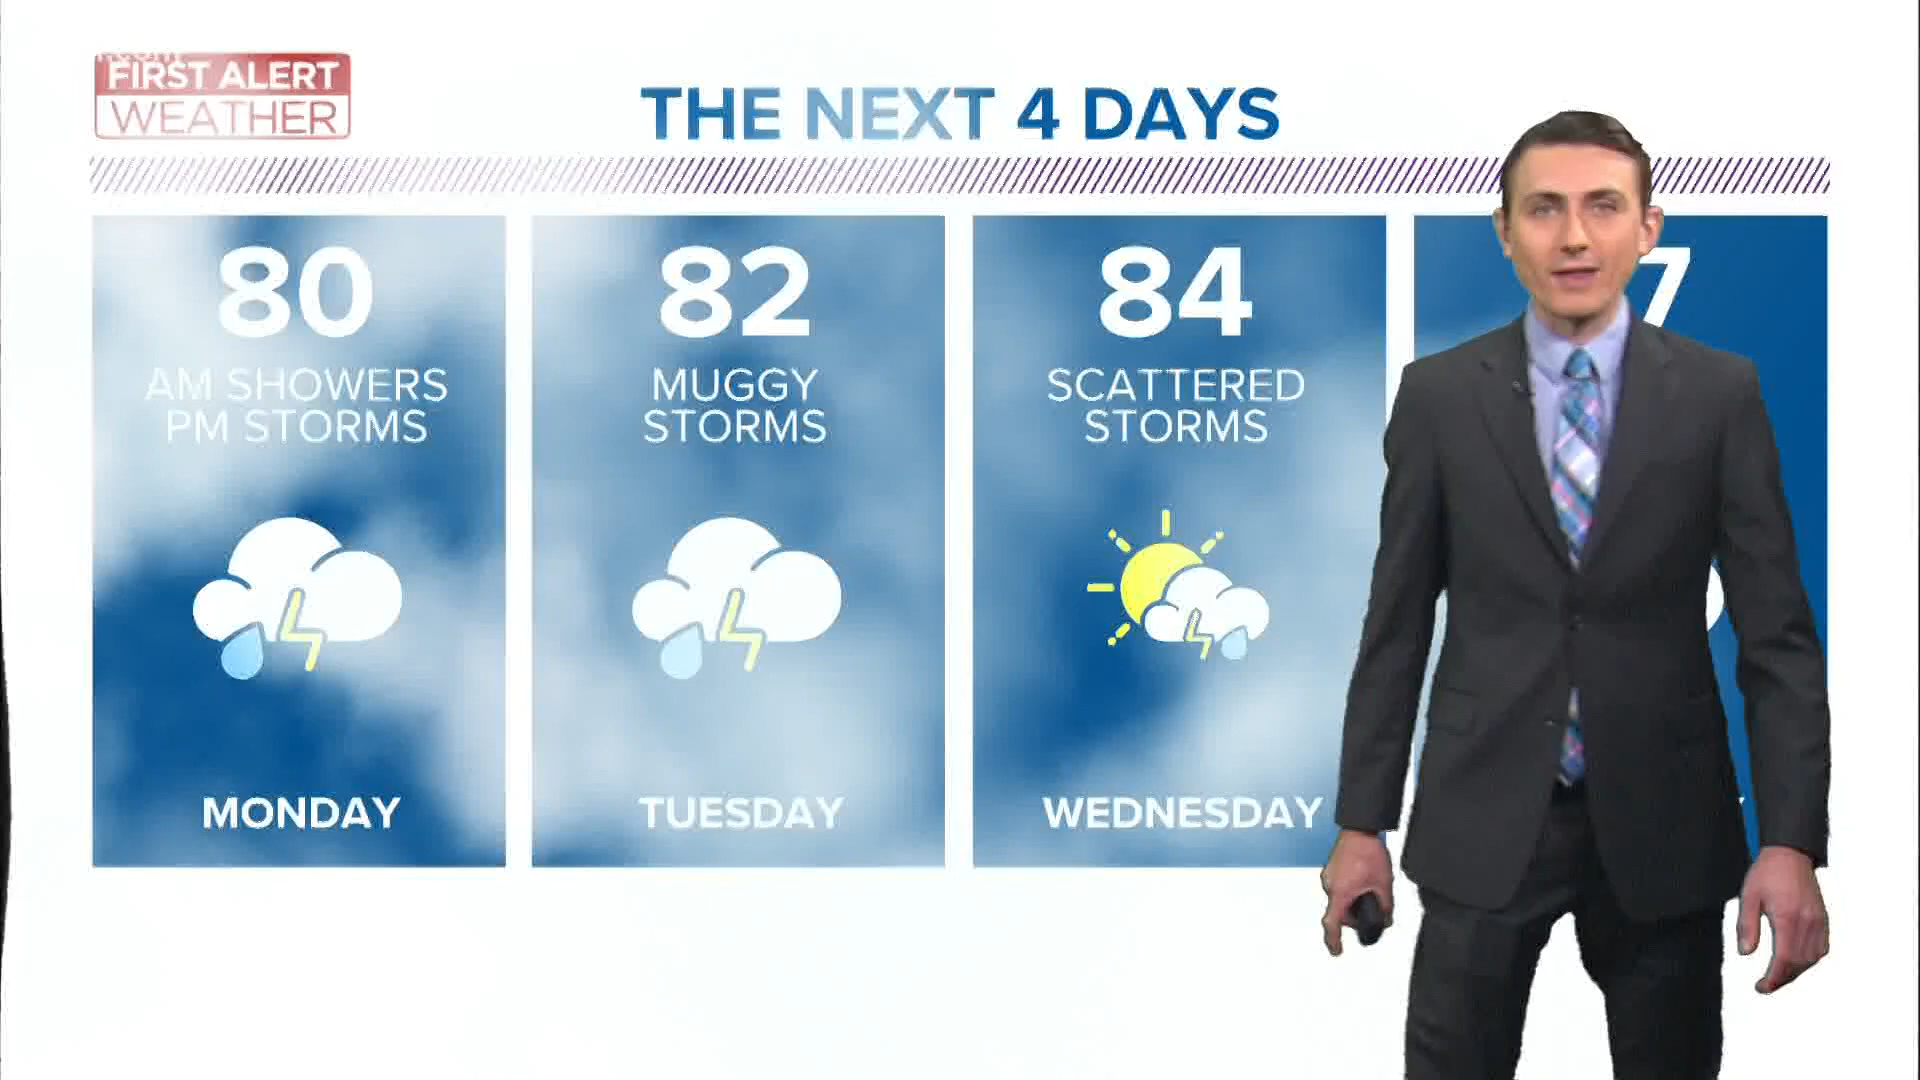 FIRST ALERT
WEATHER
THE NEXT 4 DAYS
80
AM SHOWERS
PM STORMS
MONDAY
82
MUGGY
STORMS
TUESDAY
84
SCATTERED
STORMS
WEDNESDAY
7